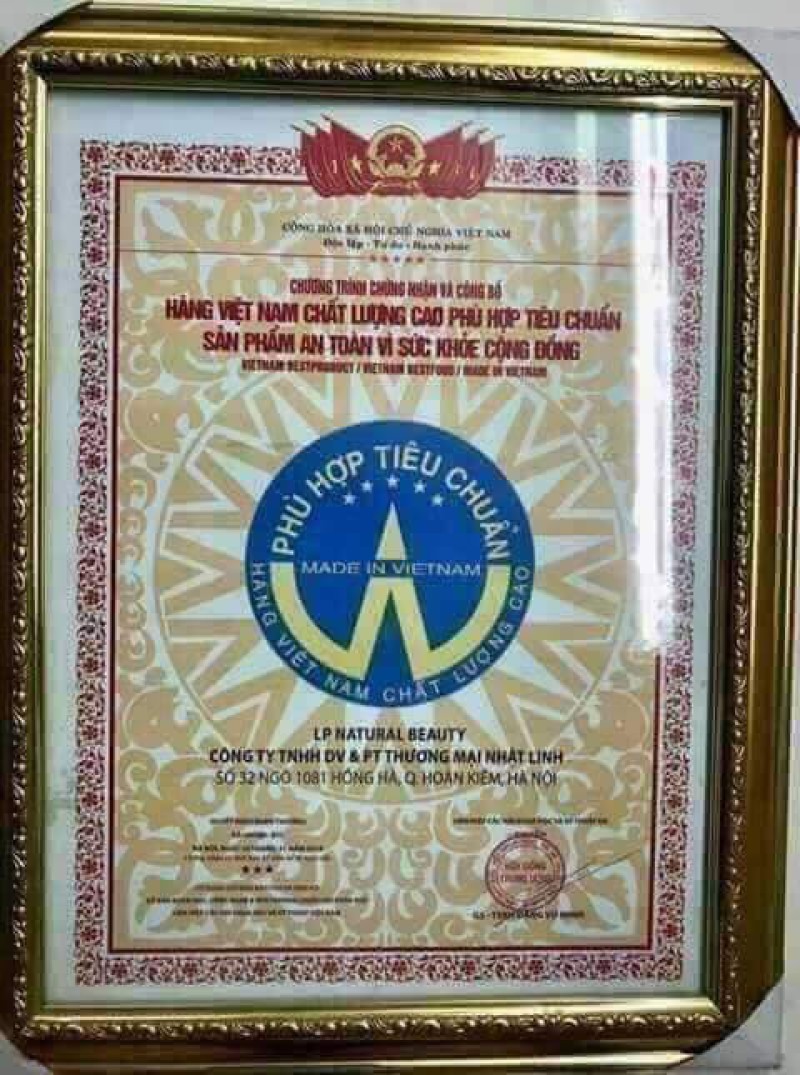 CỘNG HÒA XÃ HỘI CHỦ NGHĨA VIỆT NAM
Độc lập - Tự do - Hạnh phúc
CHƯƠNG TRÌNH CHỨNG NHẬN VÀ CÔNG BỐ
HÀNG VIỆT NAM CHẤT LƯỢNG CAO PHÙ HỢP TIÊU CHUẨN
SẢN PHẨM AN TOÀN VÌ SỨC KHỎE CỘNG ĐỒNG
VIETNAM BESTPRODUCT / VIETNAM BESTFOOD / MADE IN VIETNAM
PHÙ HỢP TIÊU CHUẨN
MADE IN VIETNAM
HÀNG VIỆT NAM CHẤT LƯỢNG CAO
LP NATURAL BEAUTY
CÔNG TY TNHH DV & PT THƯƠNG MẠI NHẬT LINH
SỐ 32 NGÕ 1081 HỒNG HÀ, Q. HOÀN KIẾM, HÀ NỘI
HỘI ĐỒNG
TRUNG ƯƠNG